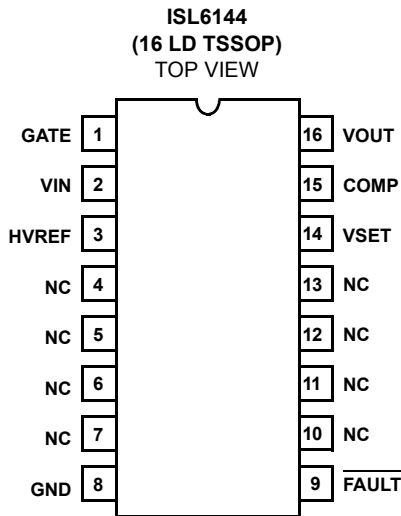 ISL6144
(16 LD TSSOP)
TOP VIEW
GATE 1 16 VOUT
VIN 2 15 COMP
HVREF 3 14 VSET
NC 4 13 NC
NC 5 12 NC
NC 6 11 NC
NC 7 10 NC
GND 8 9 FAULT